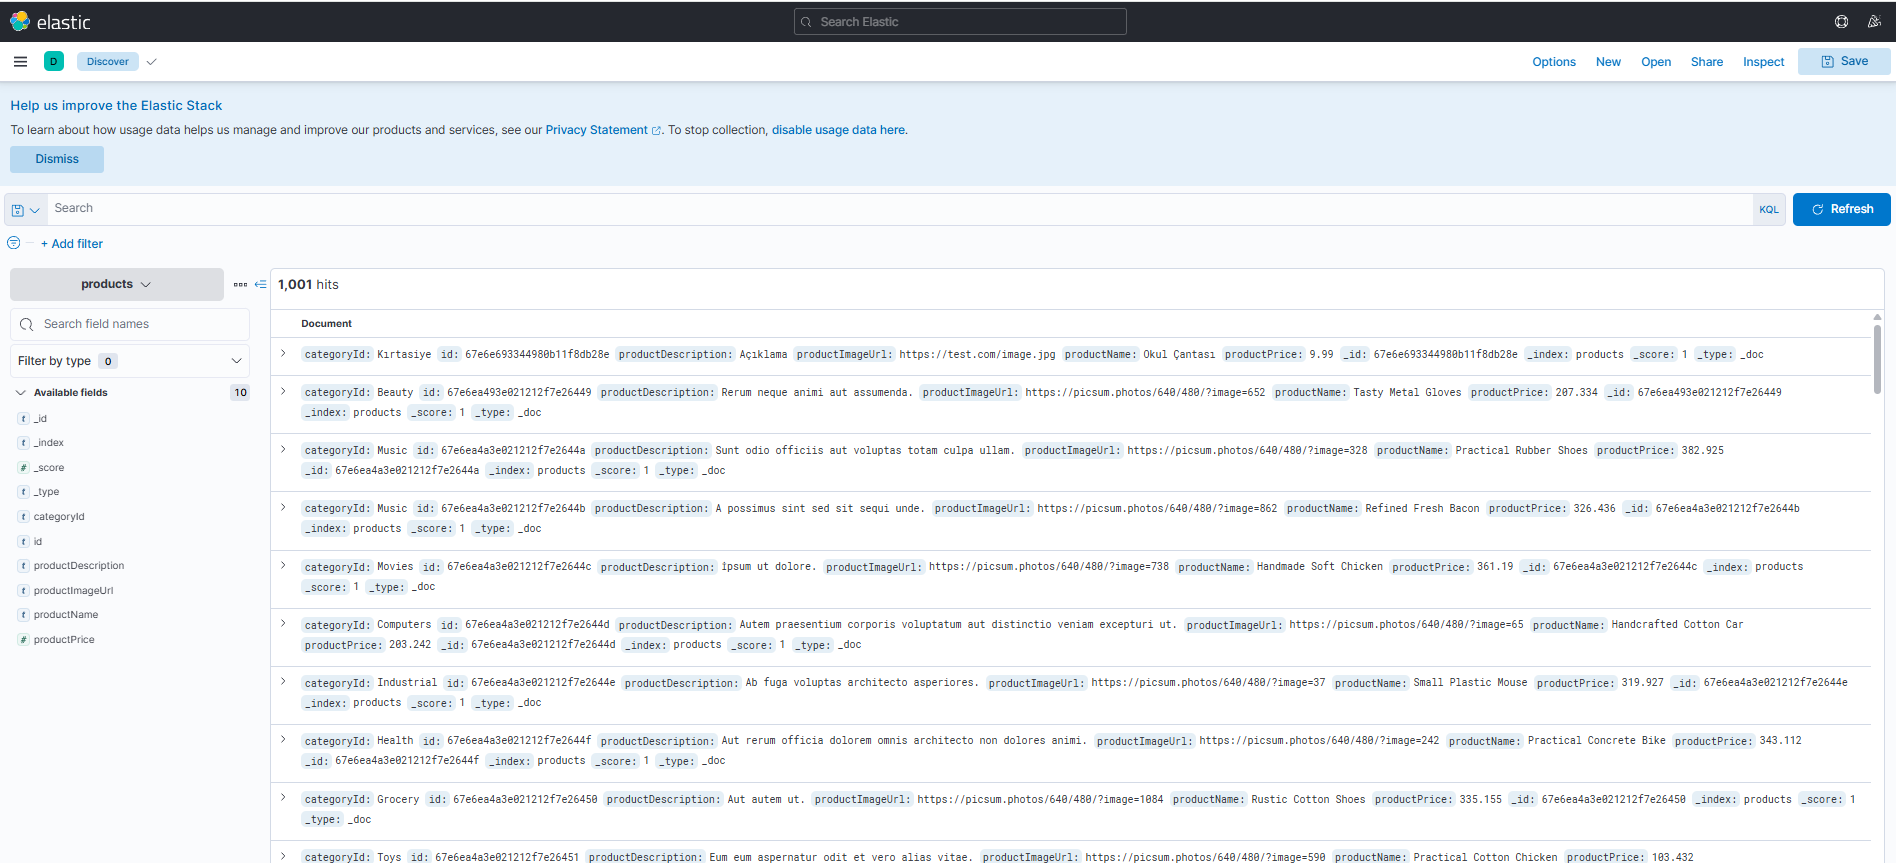 elastic
Search Elastic
D Discover
Options New Open Share Inspect Save
Help us improve the Elastic Stack
To learn about how usage data helps us manage and improve our products and services, see our Privacy Statement. To stop collection, disable usage data here.
Dismiss
Search
KQL
Refresh
+ Add filter
products
Search field names
Filter by type 0
Available fields 10
t _id
t _index
# _score
t _type
t categoryId
t id
t productDescription
t productImageUrl
t productName
# productPrice
1,001 hits
Document
categoryId: Kırtasiye id: 67e6e693344980b11f8db28e productDescription: Açıklama productImageUrl: https://test.com/image.jpg productName: Okul Çantası productPrice: 9.99 _id: 67e6e693344980b11f8db28e _index: products _score: 1 _type: _doc
categoryId: Beauty id: 67e6ea493e021212f7e26449 productDescription: Rerum neque animi aut assumenda. productImageUrl: https://picsum.photos/640/480/?image=652 productName: Tasty Metal Gloves productPrice: 207.334 _id: 67e6ea493e021212f7e26449
_index: products _score: 1 _type: _doc
categoryId: Music id: 67e6ea4a3e021212f7e2644a productDescription: Sunt odio officiis aut voluptas totam culpa ullam. productImageUrl: https://picsum.photos/640/480/?image=328 productName: Practical Rubber Shoes productPrice: 382.925
_id: 67e6ea4a3e021212f7e2644a _index: products _score: 1 _type: _doc
categoryId: Music id: 67e6ea4a3e021212f7e2644b productDescription: A possimus sint sed sit sequi unde. productImageUrl: https://picsum.photos/640/480/?image=862 productName: Refined Fresh Bacon productPrice: 326.436 _id: 67e6ea4a3e021212f7e2644b
_index: products _score: 1 _type: _doc
categoryId: Movies id: 67e6ea4a3e021212f7e2644c productDescription: İpsum ut dolore. productImageUrl: https://picsum.photos/640/480/?image=738 productName: Handmade Soft Chicken productPrice: 361.19 _id: 67e6ea4a3e021212f7e2644c _index: products
_score: 1 _type: _doc
categoryId: Computers id: 67e6ea4a3e021212f7e2644d productDescription: Autem praesentium corporis voluptatum aut distinctio veniam excepturi ut. productImageUrl: https://picsum.photos/640/480/?image=65 productName: Handcrafted Cotton Car
productPrice: 203.242 _id: 67e6ea4a3e021212f7e2644d _index: products _score: 1 _type: _doc
categoryId: Industrial id: 67e6ea4a3e021212f7e2644e productDescription: Ab fuga voluptas architecto asperiores. productImageUrl: https://picsum.photos/640/480/?image=37 productName: Small Plastic Mouse productPrice: 319.927 _id: 67e6ea4a3e021212f7e2644e
_index: products _score: 1 _type: _doc
categoryId: Health id: 67e6ea4a3e021212f7e2644f productDescription: Aut rerum officia dolorem omnis architecto non dolores animi. productImageUrl: https://picsum.photos/640/480/?image=242 productName: Practical Concrete Bike productPrice: 343.112
_id: 67e6ea4a3e021212f7e2644f _index: products _score: 1 _type: _doc
categoryId: Grocery id: 67e6ea4a3e021212f7e26450 productDescription: Aut autem ut. productImageUrl: https://picsum.photos/640/480/?image=1084 productName: Rustic Cotton Shoes productPrice: 335.155 _id: 67e6ea4a3e021212f7e26450 _index: products _score: 1
_type: _doc
categoryId: Toys id: 67e6ea4a3e021212f7e26451 productDescription: Eum eum aspernatur odit et vero alias vitae. productImageUrl: https://picsum.photos/640/480/?image=590 productName: Practical Cotton Chicken productPrice: 103.432